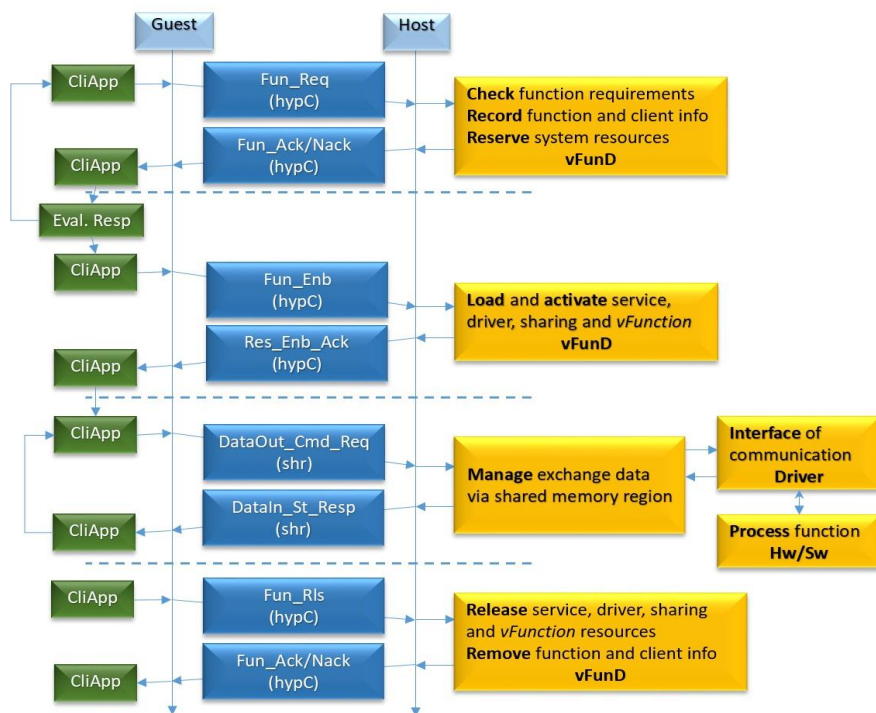 Guest
Host
CliApp
Fun_Req
(hypC)
Check function requirements
Record function and client info
Reserve system resources
vFunD
Fun_Ack/Nack
(hypC)
CliApp
Eval. Resp
CliApp
Fun_Enb
(hypC)
Load and activate service,
driver, sharing and vFunction
vFunD
Res_Enb_Ack
(hypC)
CliApp
CliApp
DataOut_Cmd_Req
(shr)
Manage exchange data
via shared memory region
Interface of
communication
Driver
DataIn_St_Resp
(shr)
CliApp
Process function
Hw/Sw
CliApp
Fun_Rls
(hypC)
Release service, driver, sharing
and vFunction resources
Remove function and client info
vFunD
Fun_Ack/Nack
(hypC)
CliApp